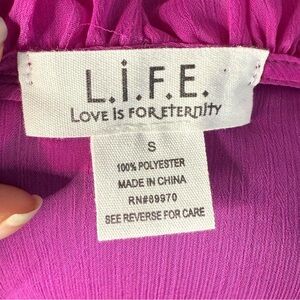 L.i.F.E.
LOVE iS FOR ETERNiTY
S
100% POLYESTER
MADE IN CHINA
RN#89970
SEE REVERSE FOR CARE